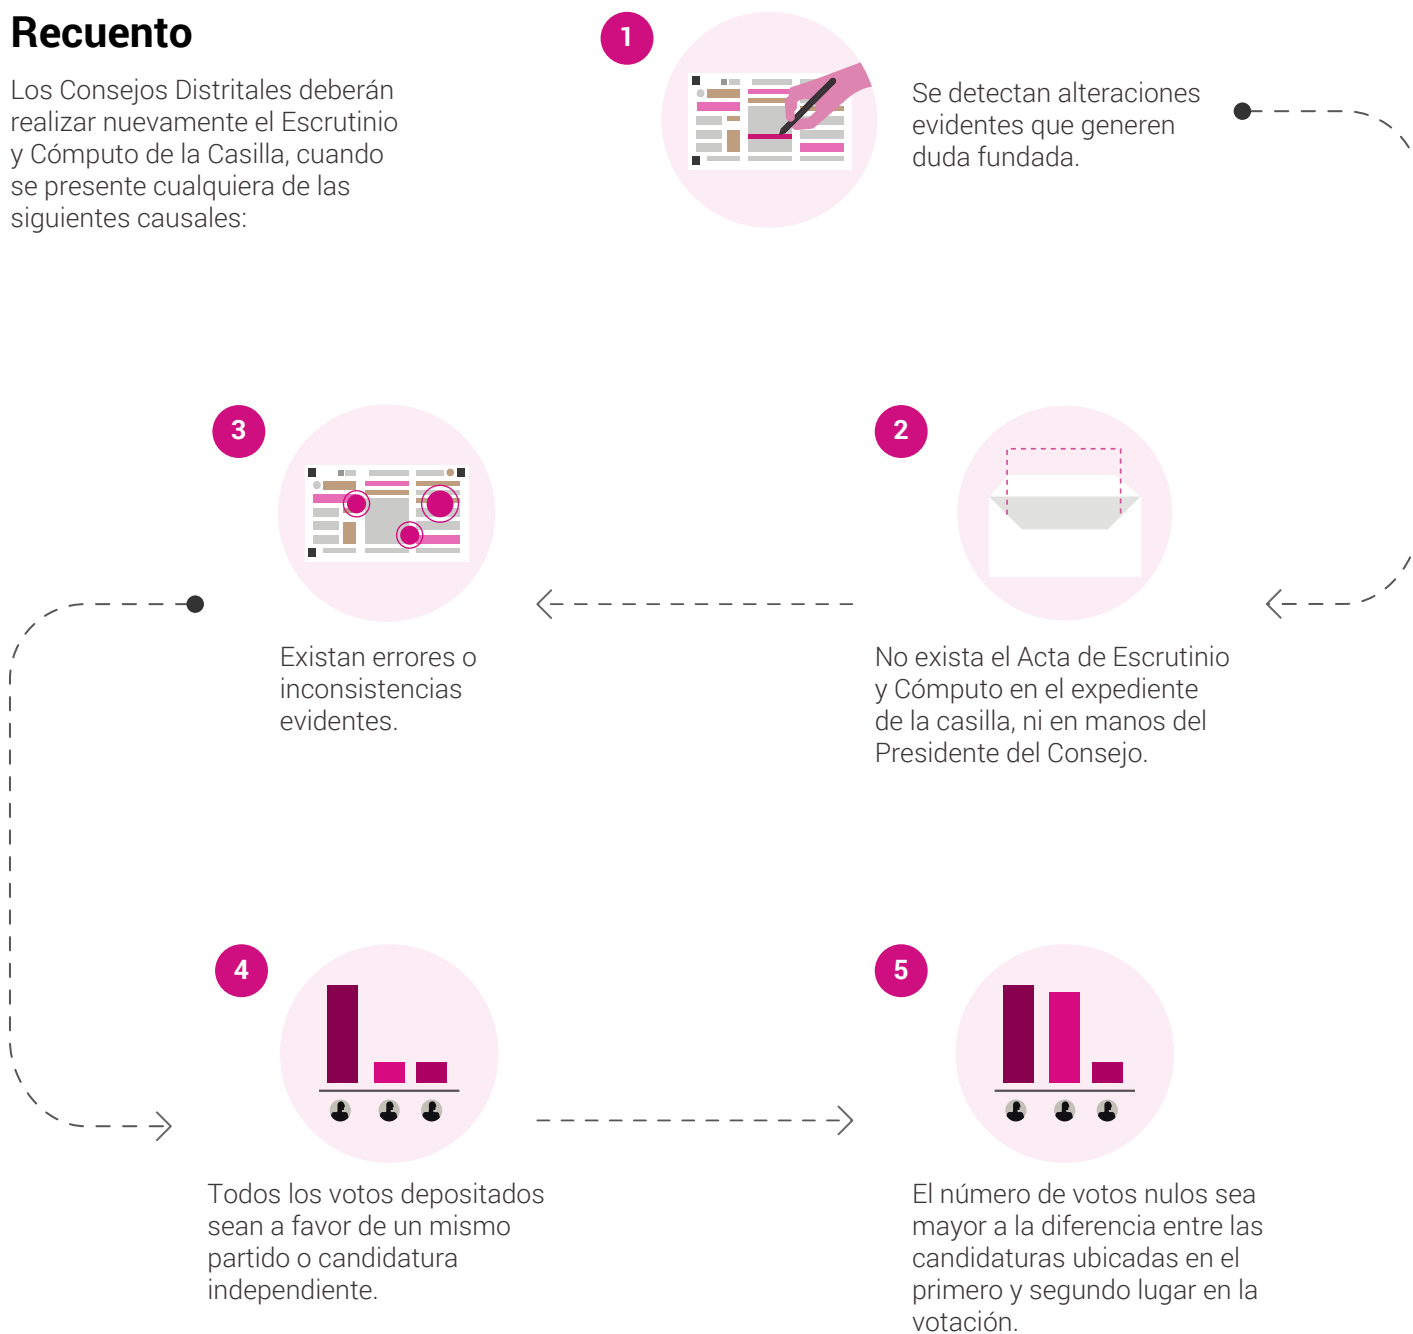 Recuento
Los Consejos Distritales deberán
realizar nuevamente el Escrutinio
y Cómputo de la Casilla, cuando
se presente cualquiera de las
siguientes causales:
1
Se detectan alteraciones
evidentes que generen
duda fundada.
2
No exista el Acta de Escrutinio
y Cómputo en el expediente
de la casilla, ni en manos del
Presidente del Consejo.
3
Existan errores o
inconsistencias
evidentes.
4
Todos los votos depositados
sean a favor de un mismo
partido o candidatura
independiente.
5
El número de votos nulos sea
mayor a la diferencia entre las
candidaturas ubicadas en el
primero y segundo lugar en la
votación.